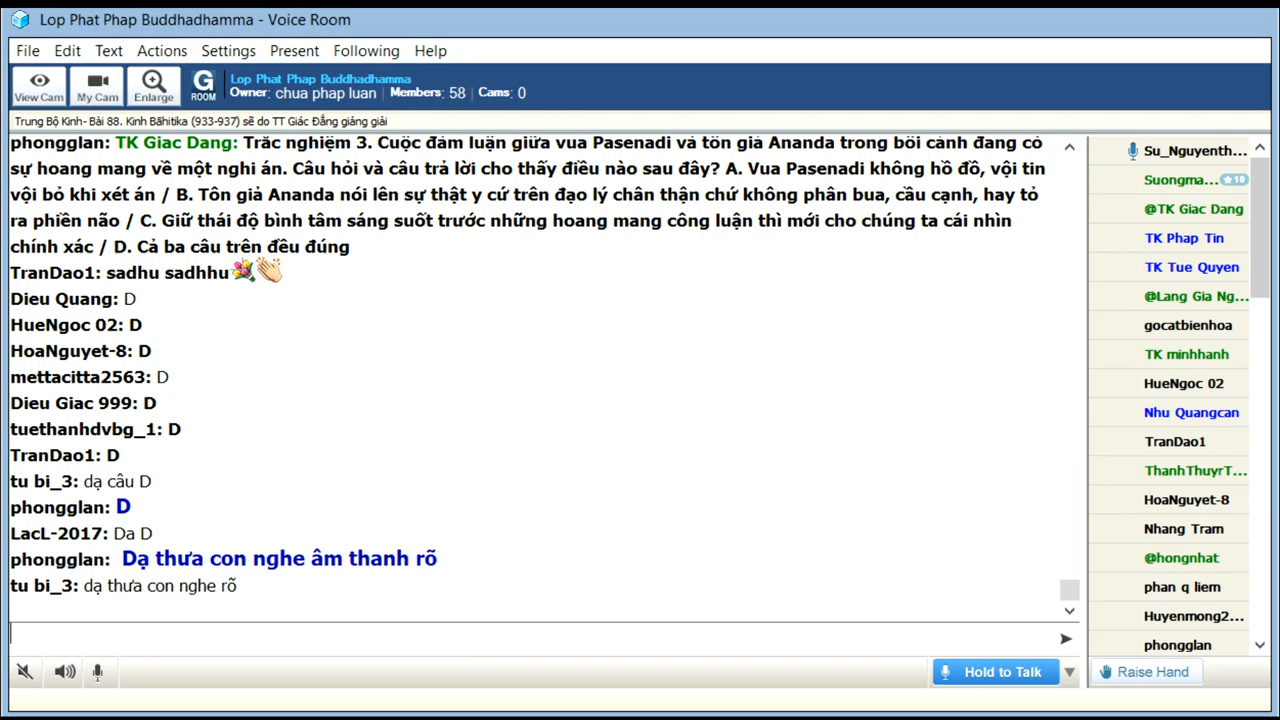 Lop Phat Phap Buddhadhamma - Voice Room
File Edit Text Actions Settings Present Following Help
View Cam My Cam Enlarge G ROOM
Lop Phat Phap Buddhadhamma
Owner: chua phap luan Members: 58 Cams: 0
Trung Bộ Kinh- Bài 88. Kinh Bāhitika (933-937) sẽ do TT Giác Đẳng giảng giải
phongglan: TK Giac Dang: Trắc nghiệm 3. Cuộc đàm luận giữa vua Pasenadi và tôn giả Ananda trong bối cảnh đang có
sự hoang mang về một nghi án. Câu hỏi và câu trả lời cho thấy điều nào sau đây? A. Vua Pasenadi không hồ đồ, vội tin
vội bỏ khi xét án / B. Tôn giả Ananda nói lên sự thật y cứ trên đạo lý chân thận chứ không phân bua, cầu cạnh, hay tỏ
ra phiền não / C. Giữ thái độ bình tâm sáng suốt trước những hoang mang công luận thì mới cho chúng ta cái nhìn
chính xác / D. Cả ba câu trên đều đúng
TranDao1: sadhu sadhhu
Dieu Quang: D
HueNgoc 02: D
HoaNguyet-8: D
mettacitta2563: D
Dieu Giac 999: D
tuethanhdvbg_1: D
TranDao1: D
tu bi_3: dạ câu D
phongglan: D
LacL-2017: Da D
phongglan: Dạ thưa con nghe âm thanh rõ
tu bi_3: dạ thưa con nghe rõ
Hold to Talk
Su_Nguyenth...
Suongma... 10
@TK Giac Dang
TK Phap Tin
TK Tue Quyen
@Lang Gia Ng...
gocatbienhoa
TK minhhanh
HueNgoc 02
Nhu Quangcan
TranDao1
ThanhThuyrT...
HoaNguyet-8
Nhang Tram
@hongnhat
phan q liem
Huyenmong2...
phongglan
Raise Hand